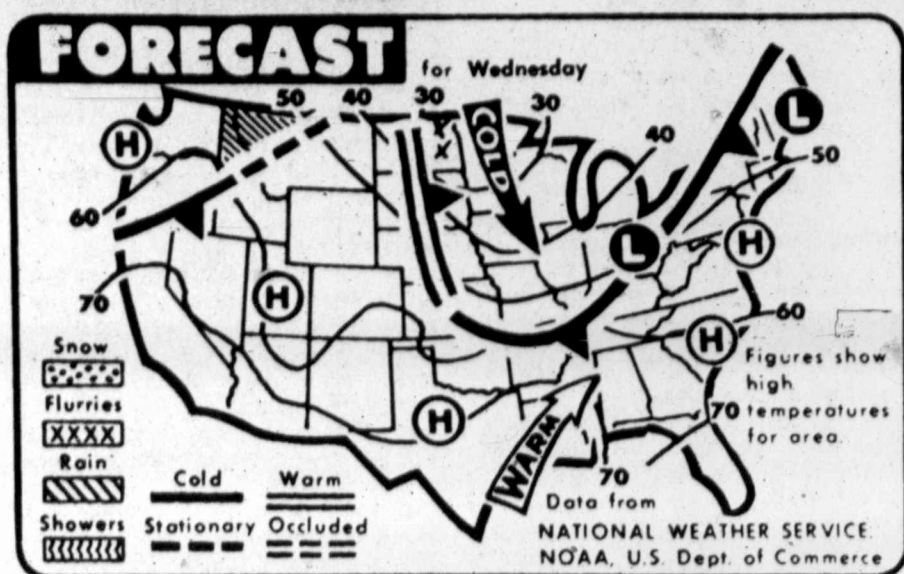 FORECAST
for Wednesday
50 40 30 30
COLD
40
50
60
70
60
70
70
H
L
H
L
H
H
H
WARM
Snow
Flurries
XXXX
Rain
Showers
Cold
Warm
Stationary
Occluded
Figures show
high
temperatures
for area.
Data from
NATIONAL WEATHER SERVICE.
NOAA, U.S. Dept. of Commerce